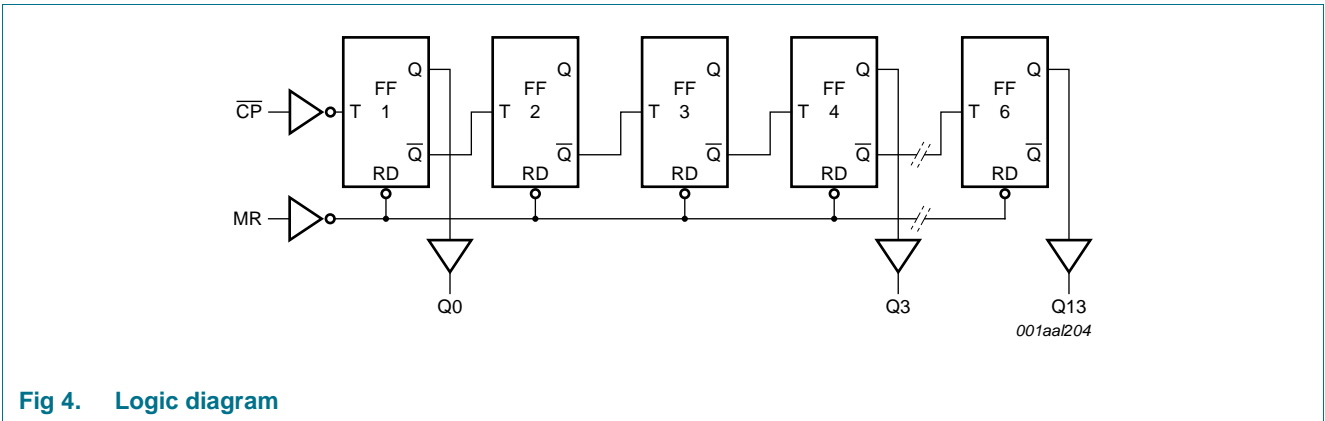 Q Q Q Q Q
FF FF FF FF FF
C̅P̅ T 1 T 2 T 3 T 4 T 6
Q̅ Q̅ Q̅ Q̅ Q̅
RD RD RD RD RD
MR
Q0 Q3 Q13
001aal204
Fig 4. Logic diagram